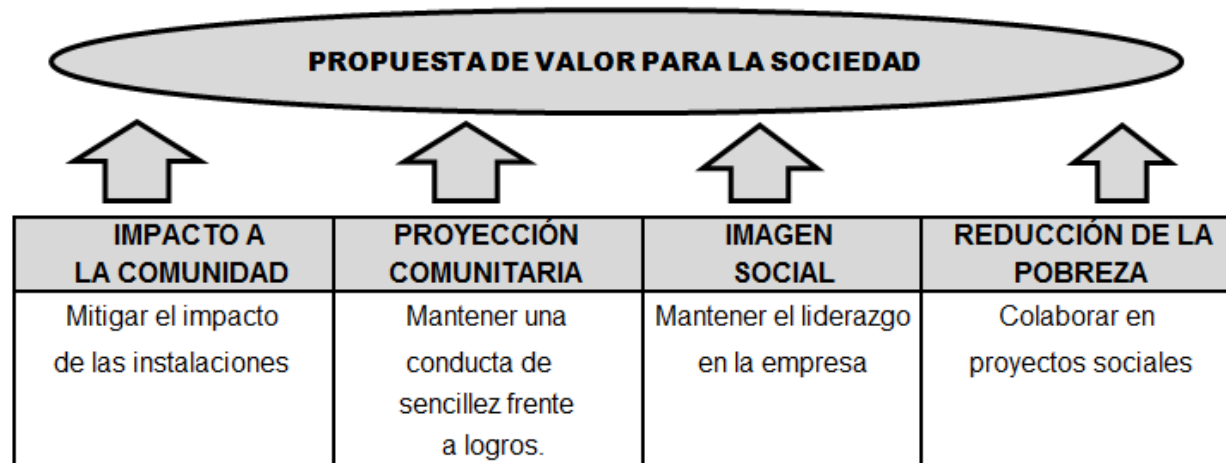 PROPUESTA DE VALOR PARA LA SOCIEDAD
IMPACTO A
LA COMUNIDAD
Mitigar el impacto
de las instalaciones
PROYECCIÓN
COMUNITARIA
Mantener una
conducta de
sencillez frente
a logros.
IMAGEN
SOCIAL
Mantener el liderazgo
en la empresa
REDUCCIÓN DE LA
POBREZA
Colaborar en
proyectos sociales